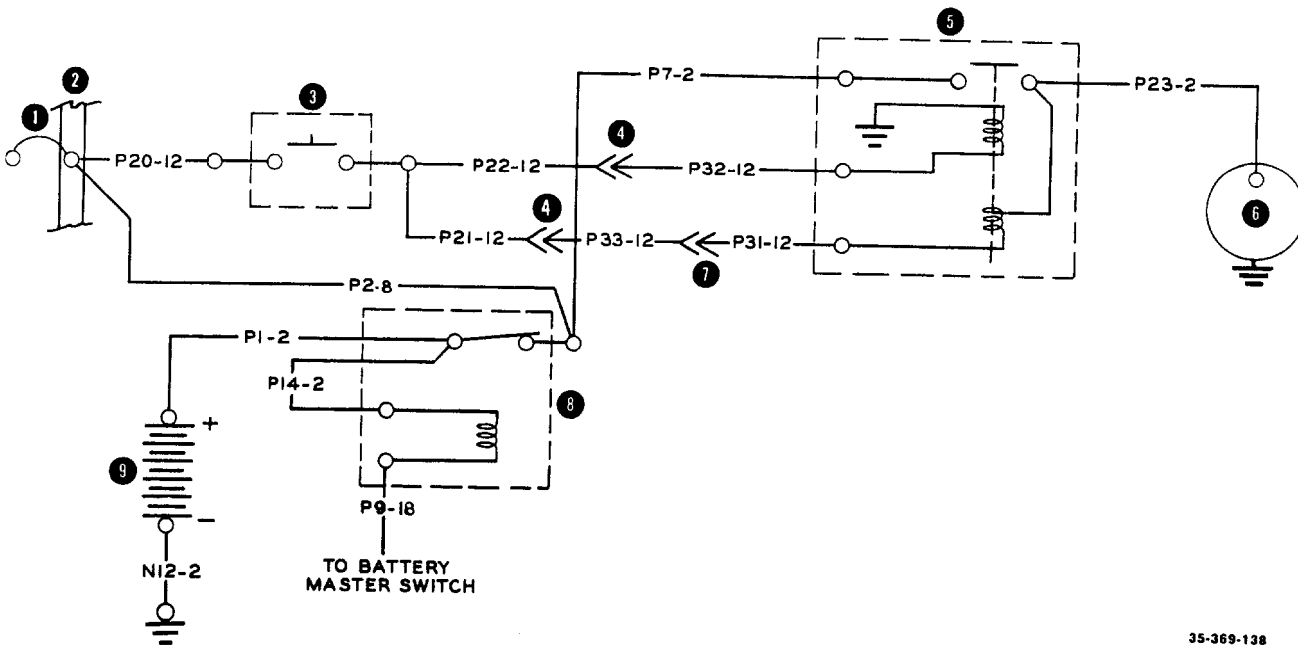 5
2
P7-2
P23-2
1
3
4
P20-12
P22-12
P32-12
4
6
P21-12
P33-12
P31-12
7
P2-8
P1-2
P14-2
8
+
9
−
P9-18
N12-2
TO BATTERY
MASTER SWITCH
35-369-138